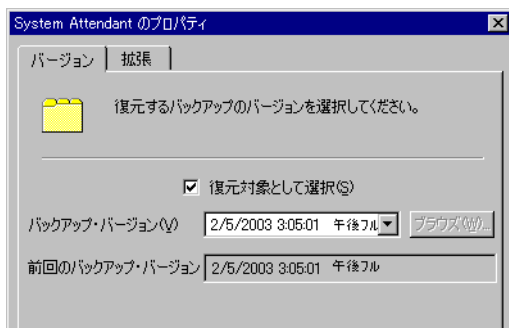 System Attendant のプロパティ
バージョン 拡張
復元するバックアップのバージョンを選択してください。
復元対象として選択(S)
バックアップ・バージョン(V) 2/5/2003 3:05:01 午後フル ブラウズ(W)...
前回のバックアップ・バージョン 2/5/2003 3:05:01 午後フル